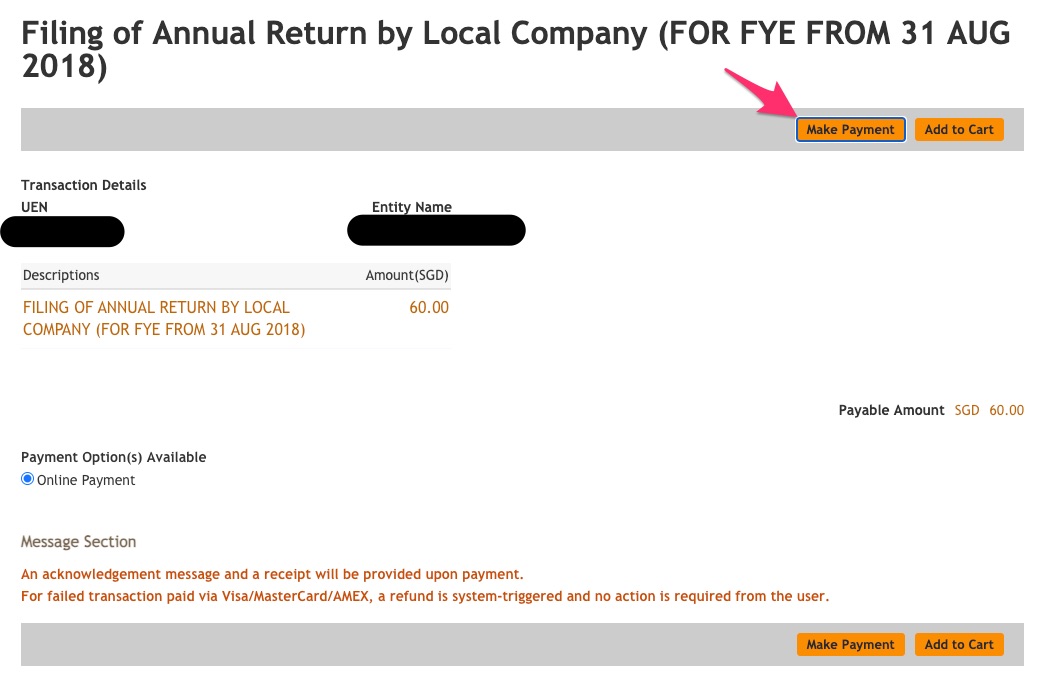 Filing of Annual Return by Local Company (FOR FYE FROM 31 AUG
2018)
Make Payment Add to Cart
Transaction Details
UEN Entity Name
Descriptions Amount(SGD)
FILING OF ANNUAL RETURN BY LOCAL 60.00
COMPANY (FOR FYE FROM 31 AUG 2018)
Payable Amount SGD 60.00
Payment Option(s) Available
Online Payment
Message Section
An acknowledgement message and a receipt will be provided upon payment.
For failed transaction paid via Visa/MasterCard/AMEX, a refund is system-triggered and no action is required from the user.
Make Payment Add to Cart